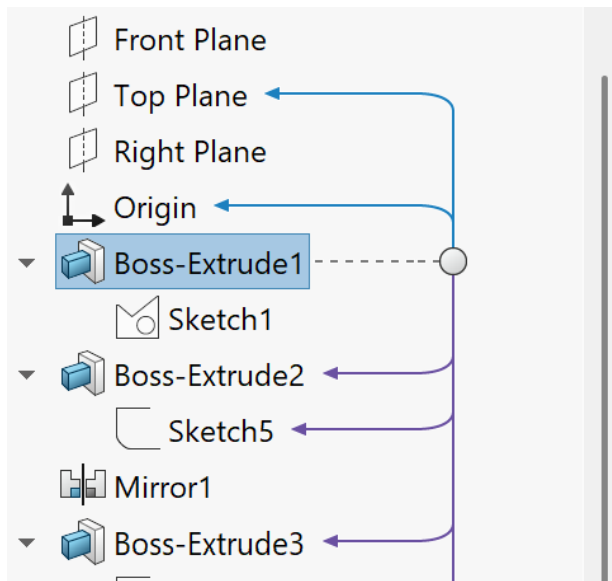 Front Plane
Top Plane
Right Plane
Origin
Boss-Extrude1
Sketch1
Boss-Extrude2
Sketch5
Mirror1
Boss-Extrude3